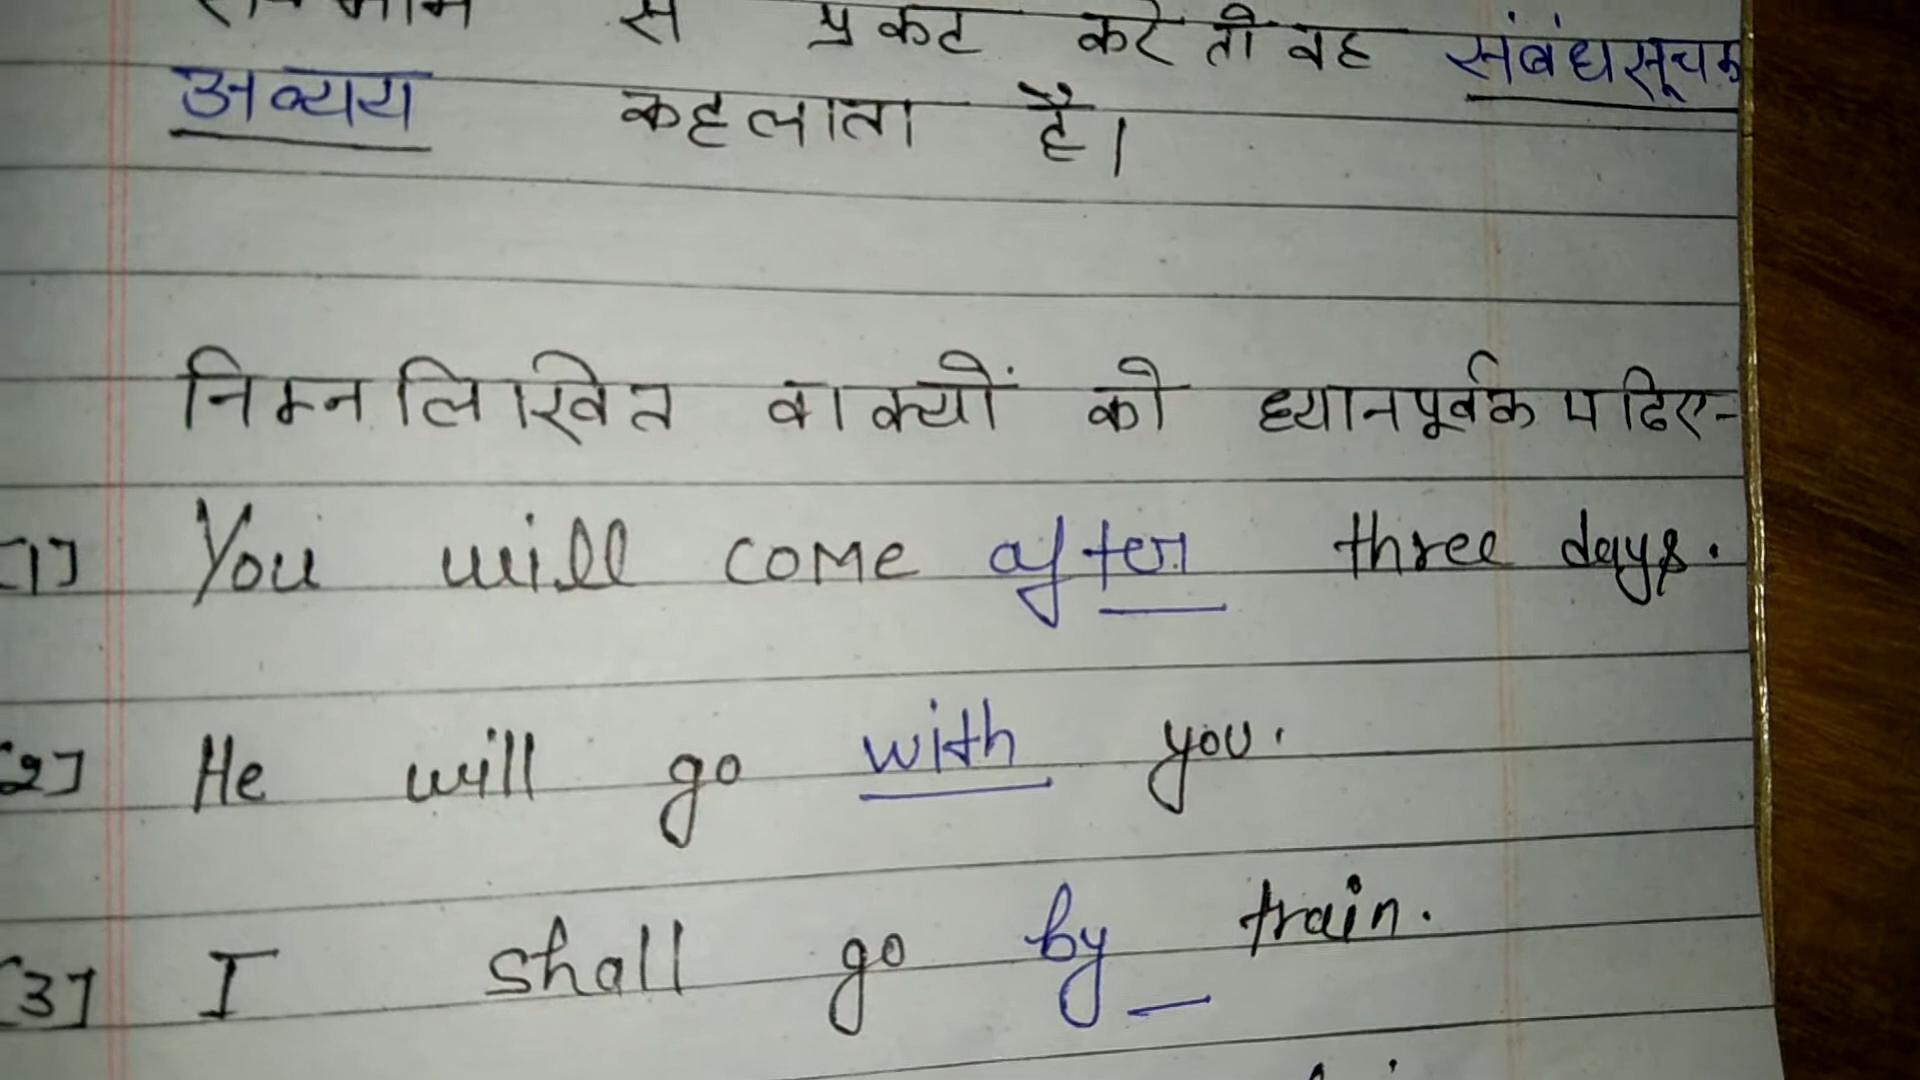 से प्रकट करे तो वह संबंधसूचक
अव्यय कहलाता है।
निम्नलिखित वाक्यों को ध्यानपूर्वक पढिए-
[1] You will come after three days.
[2] He will go with you.
[3] I shall go by train.